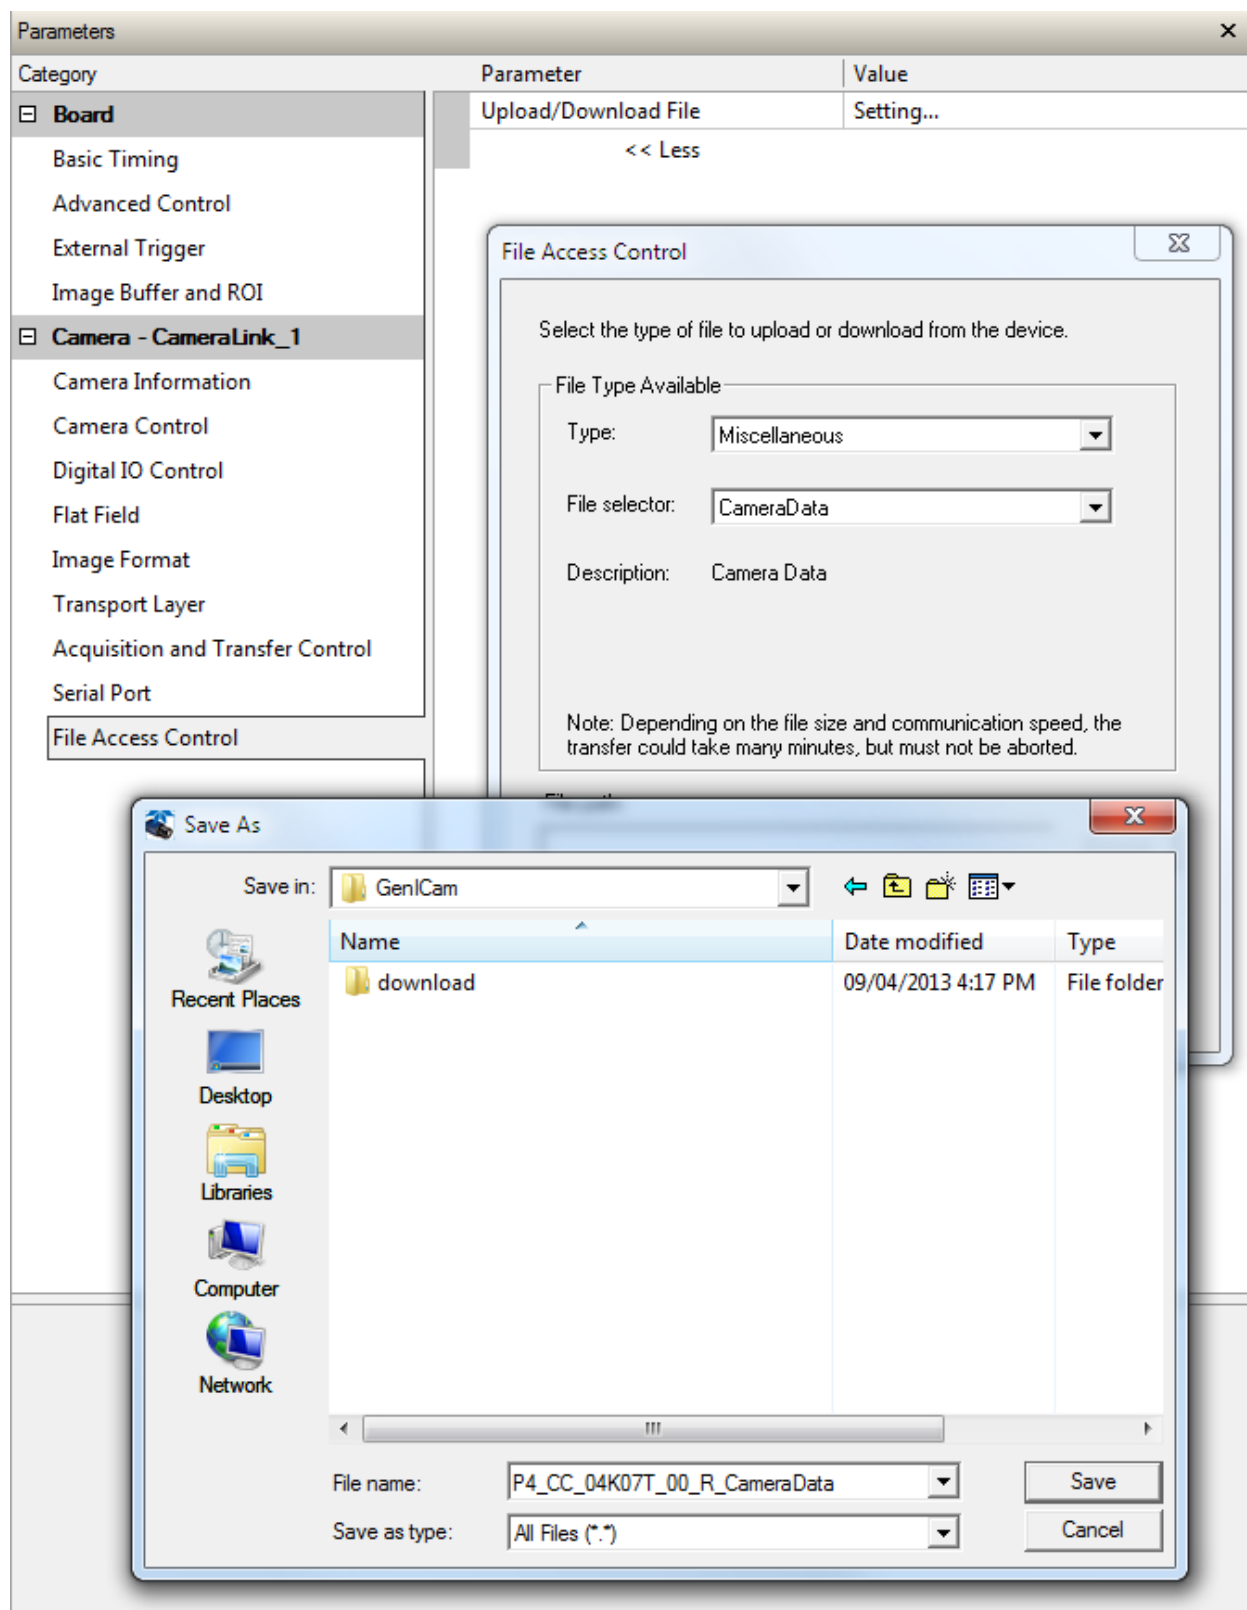 Parameters
Category
Parameter Value
Board
Upload/Download File Setting...
<< Less
Basic Timing
Advanced Control
External Trigger
Image Buffer and ROI
Camera - CameraLink_1
Camera Information
Camera Control
Digital IO Control
Flat Field
Image Format
Transport Layer
Acquisition and Transfer Control
Serial Port
File Access Control
File Access Control
Select the type of file to upload or download from the device.
File Type Available
Type: Miscellaneous
File selector: CameraData
Description: Camera Data
Note: Depending on the file size and communication speed, the
transfer could take many minutes, but must not be aborted.
Save As
Save in: GenICam
Name Date modified Type
download 09/04/2013 4:17 PM File folder
Recent Places
Desktop
Libraries
Computer
Network
File name: P4_CC_04K07T_00_R_CameraData
Save
Save as type: All Files (*.*)
Cancel